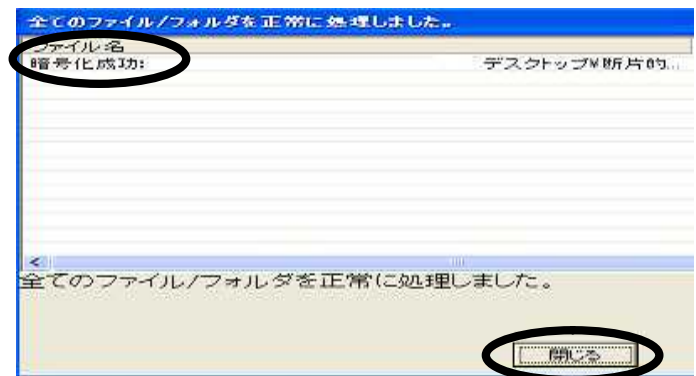 全てのファイル/フォルダを正常に処理しました。
ファイル名
暗号化成功: デスクトップ¥断片的...
全てのファイル/フォルダを正常に処理しました。
閉じる